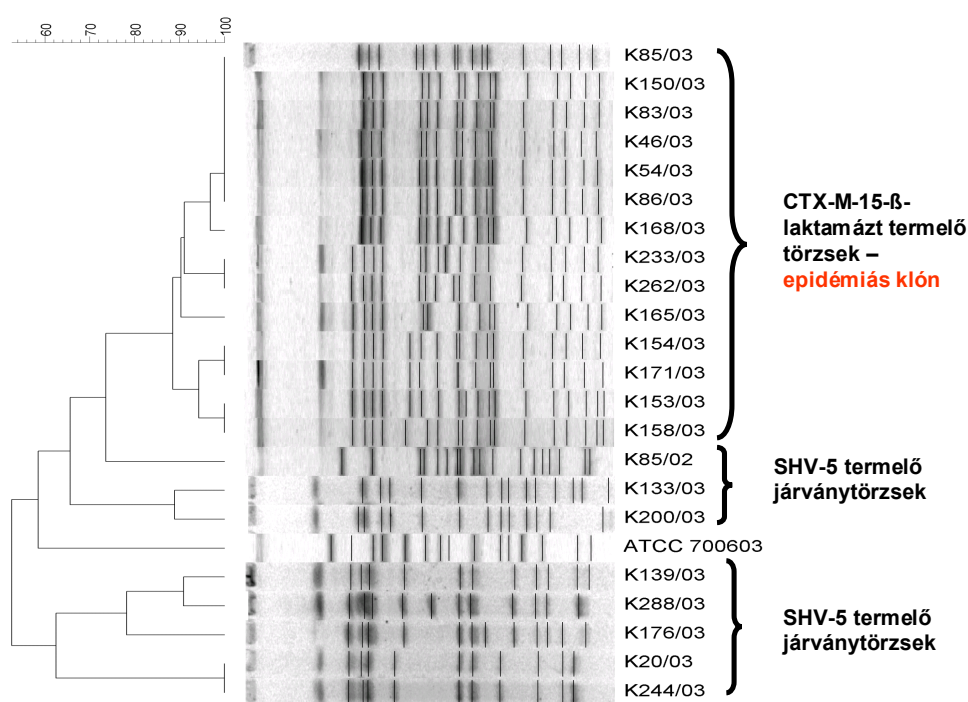 60
70
80
90
100
K85/03
K150/03
K83/03
K46/03
K54/03
K86/03
K168/03
K233/03
K262/03
K165/03
K154/03
K171/03
K153/03
K158/03
K85/02
K133/03
K200/03
ATCC 700603
K139/03
K288/03
K176/03
K20/03
K244/03
CTX-M-15-ß-
laktamázt termelő
törzsek –
epidémiás klón
SHV-5 termelő
járványtörzsek
SHV-5 termelő
járványtörzsek